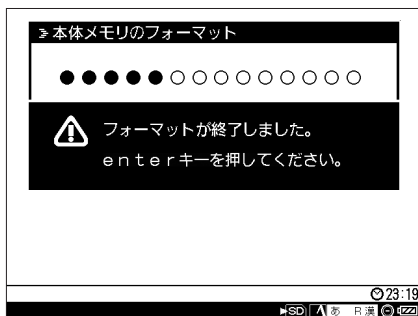 本体メモリのフォーマット
フォーマットが終了しました。
enterキーを押してください。
23:19
SD あ R漢